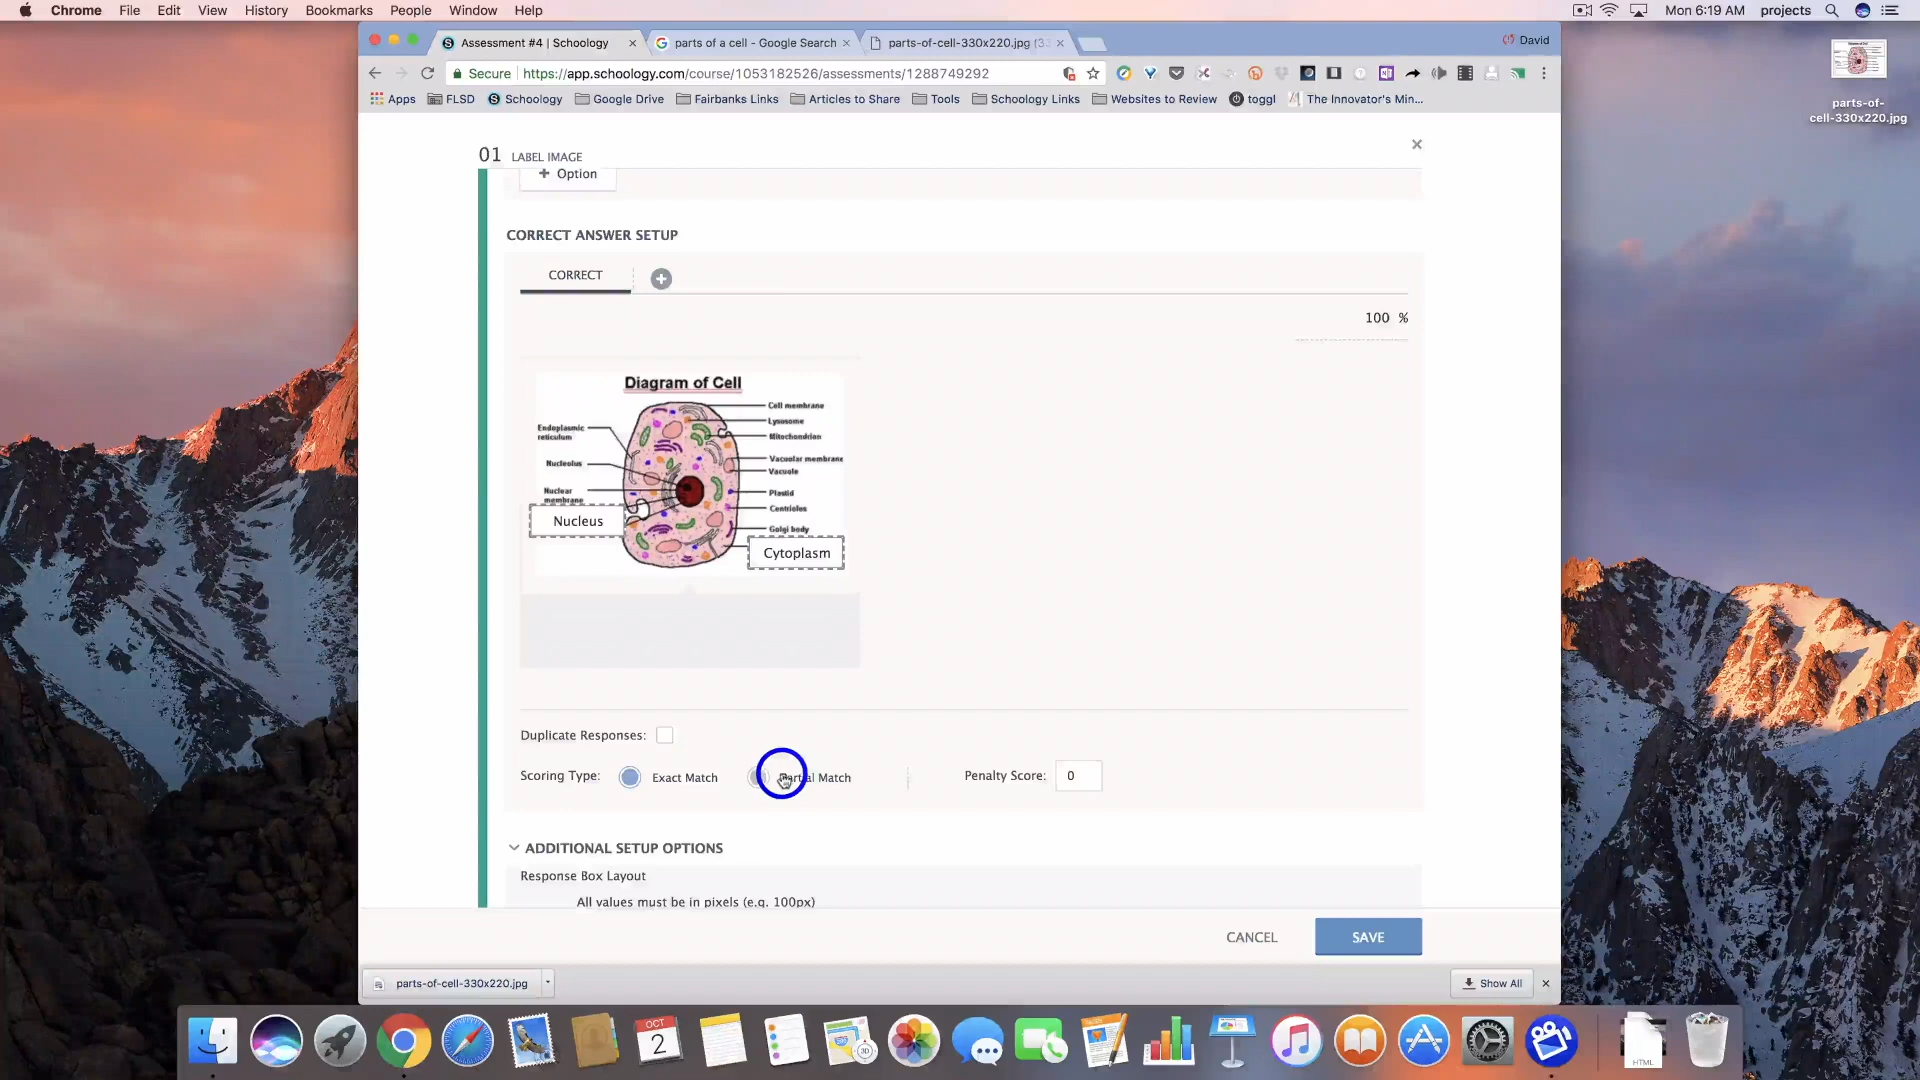 Chrome File Edit View History Bookmarks People Window Help Mon 6:19 AM projects
Assessment #4 | Schoology parts of a cell - Google Search parts-of-cell-330x220.jpg (33 David
Secure https://app.schoology.com/course/1053182526/assessments/1288749292
Apps FLSD Schoology Google Drive Fairbanks Links Articles to Share Tools Schoology Links Websites to Review toggl The Innovator's Min...
parts-of-
cell-330x220.jpg
01 LABEL IMAGE
+ Option
CORRECT ANSWER SETUP
CORRECT
100 %
Diagram of Cell
Cell membrane
Lysosome
Endoplasmic
reticulum
Mitochondrion
Vacuolar membrane
Nucleolus
Vacuole
Nuclear
membrane
Plastid
Centriolos
Nucleus
Golgi body
Cytoplasm
Duplicate Responses:
Scoring Type: Exact Match Partial Match Penalty Score: 0
ADDITIONAL SETUP OPTIONS
Response Box Layout
All values must be in pixels (e.g. 100px)
CANCEL SAVE
parts-of-cell-330x220.jpg Show All
OCT
2
3D
HTML